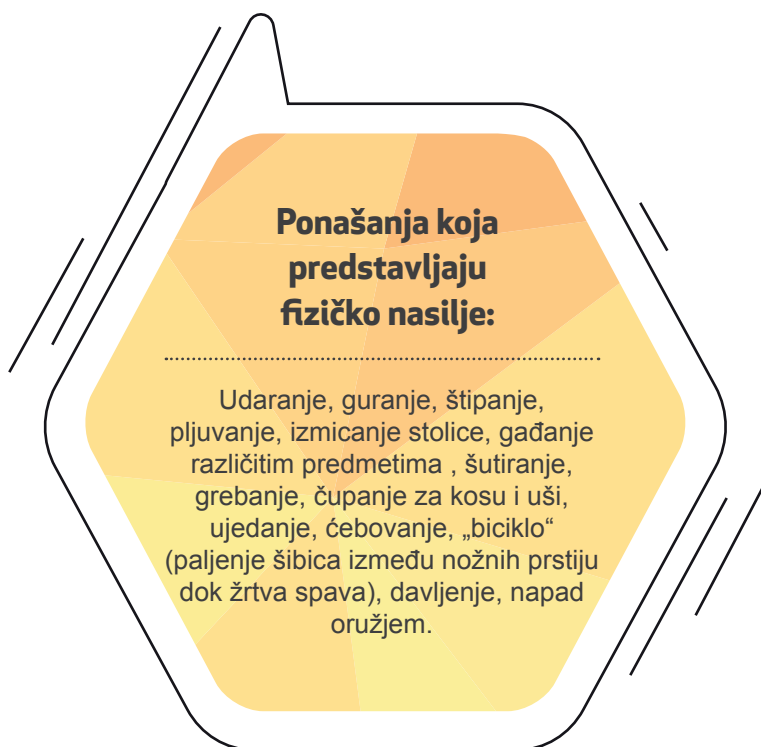 Ponašanja koja
predstavljaju
fizičko nasilje:
Udaranje, guranje, štipanje,
pljuvanje, izmicanje stolice, gađanje
različitim predmetima , šutiranje,
grebanje, čupanje za kosu i uši,
ujedanje, ćebovanje, „biciklo“
(paljenje šibica između nožnih prstiju
dok žrtva spava), davljenje, napad
oružjem.